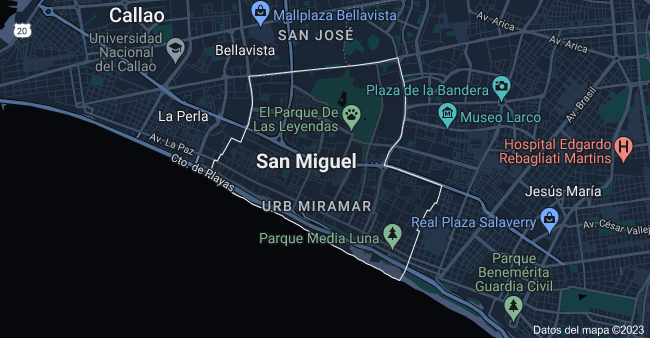 Callao
20
Mallplaza Bellavista
Av. Arica
Universidad
Nacional
del Callao
SAN JOSÉ
Bellavista
Av. Arica
Plaza de la Bandera
Av. Brasil
El Parque De
Las Leyendas
La Perla
Museo Larco
Av. La Paz
Hospital Edgardo
Rebagliati Martins
Cto. de Playas
San Miguel
Jesús María
URB MIRAMAR
Real Plaza Salaverry
Av. César Vallej
Parque Media Luna
Parque
Benemérita
Guardia Civil
Datos del mapa ©2023